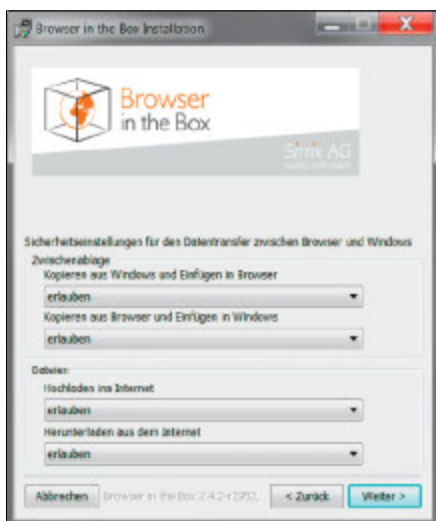 Browser in the Box Installation
Browser
in the Box
Sirrix AG
Sicherheitseinstellungen für den Datentransfer zwischen Browser und Windows
Zwischenablage
Kopieren aus Windows und Einfügen in Browser
erlauben
Kopieren aus Browser und Einfügen in Windows
erlauben
Dateien
Hochladen ins Internet
erlauben
Herunterladen aus dem Internet
erlauben
Abbrechen Browser in the Box 2.4.2-r1952, < Zurück Weiter >